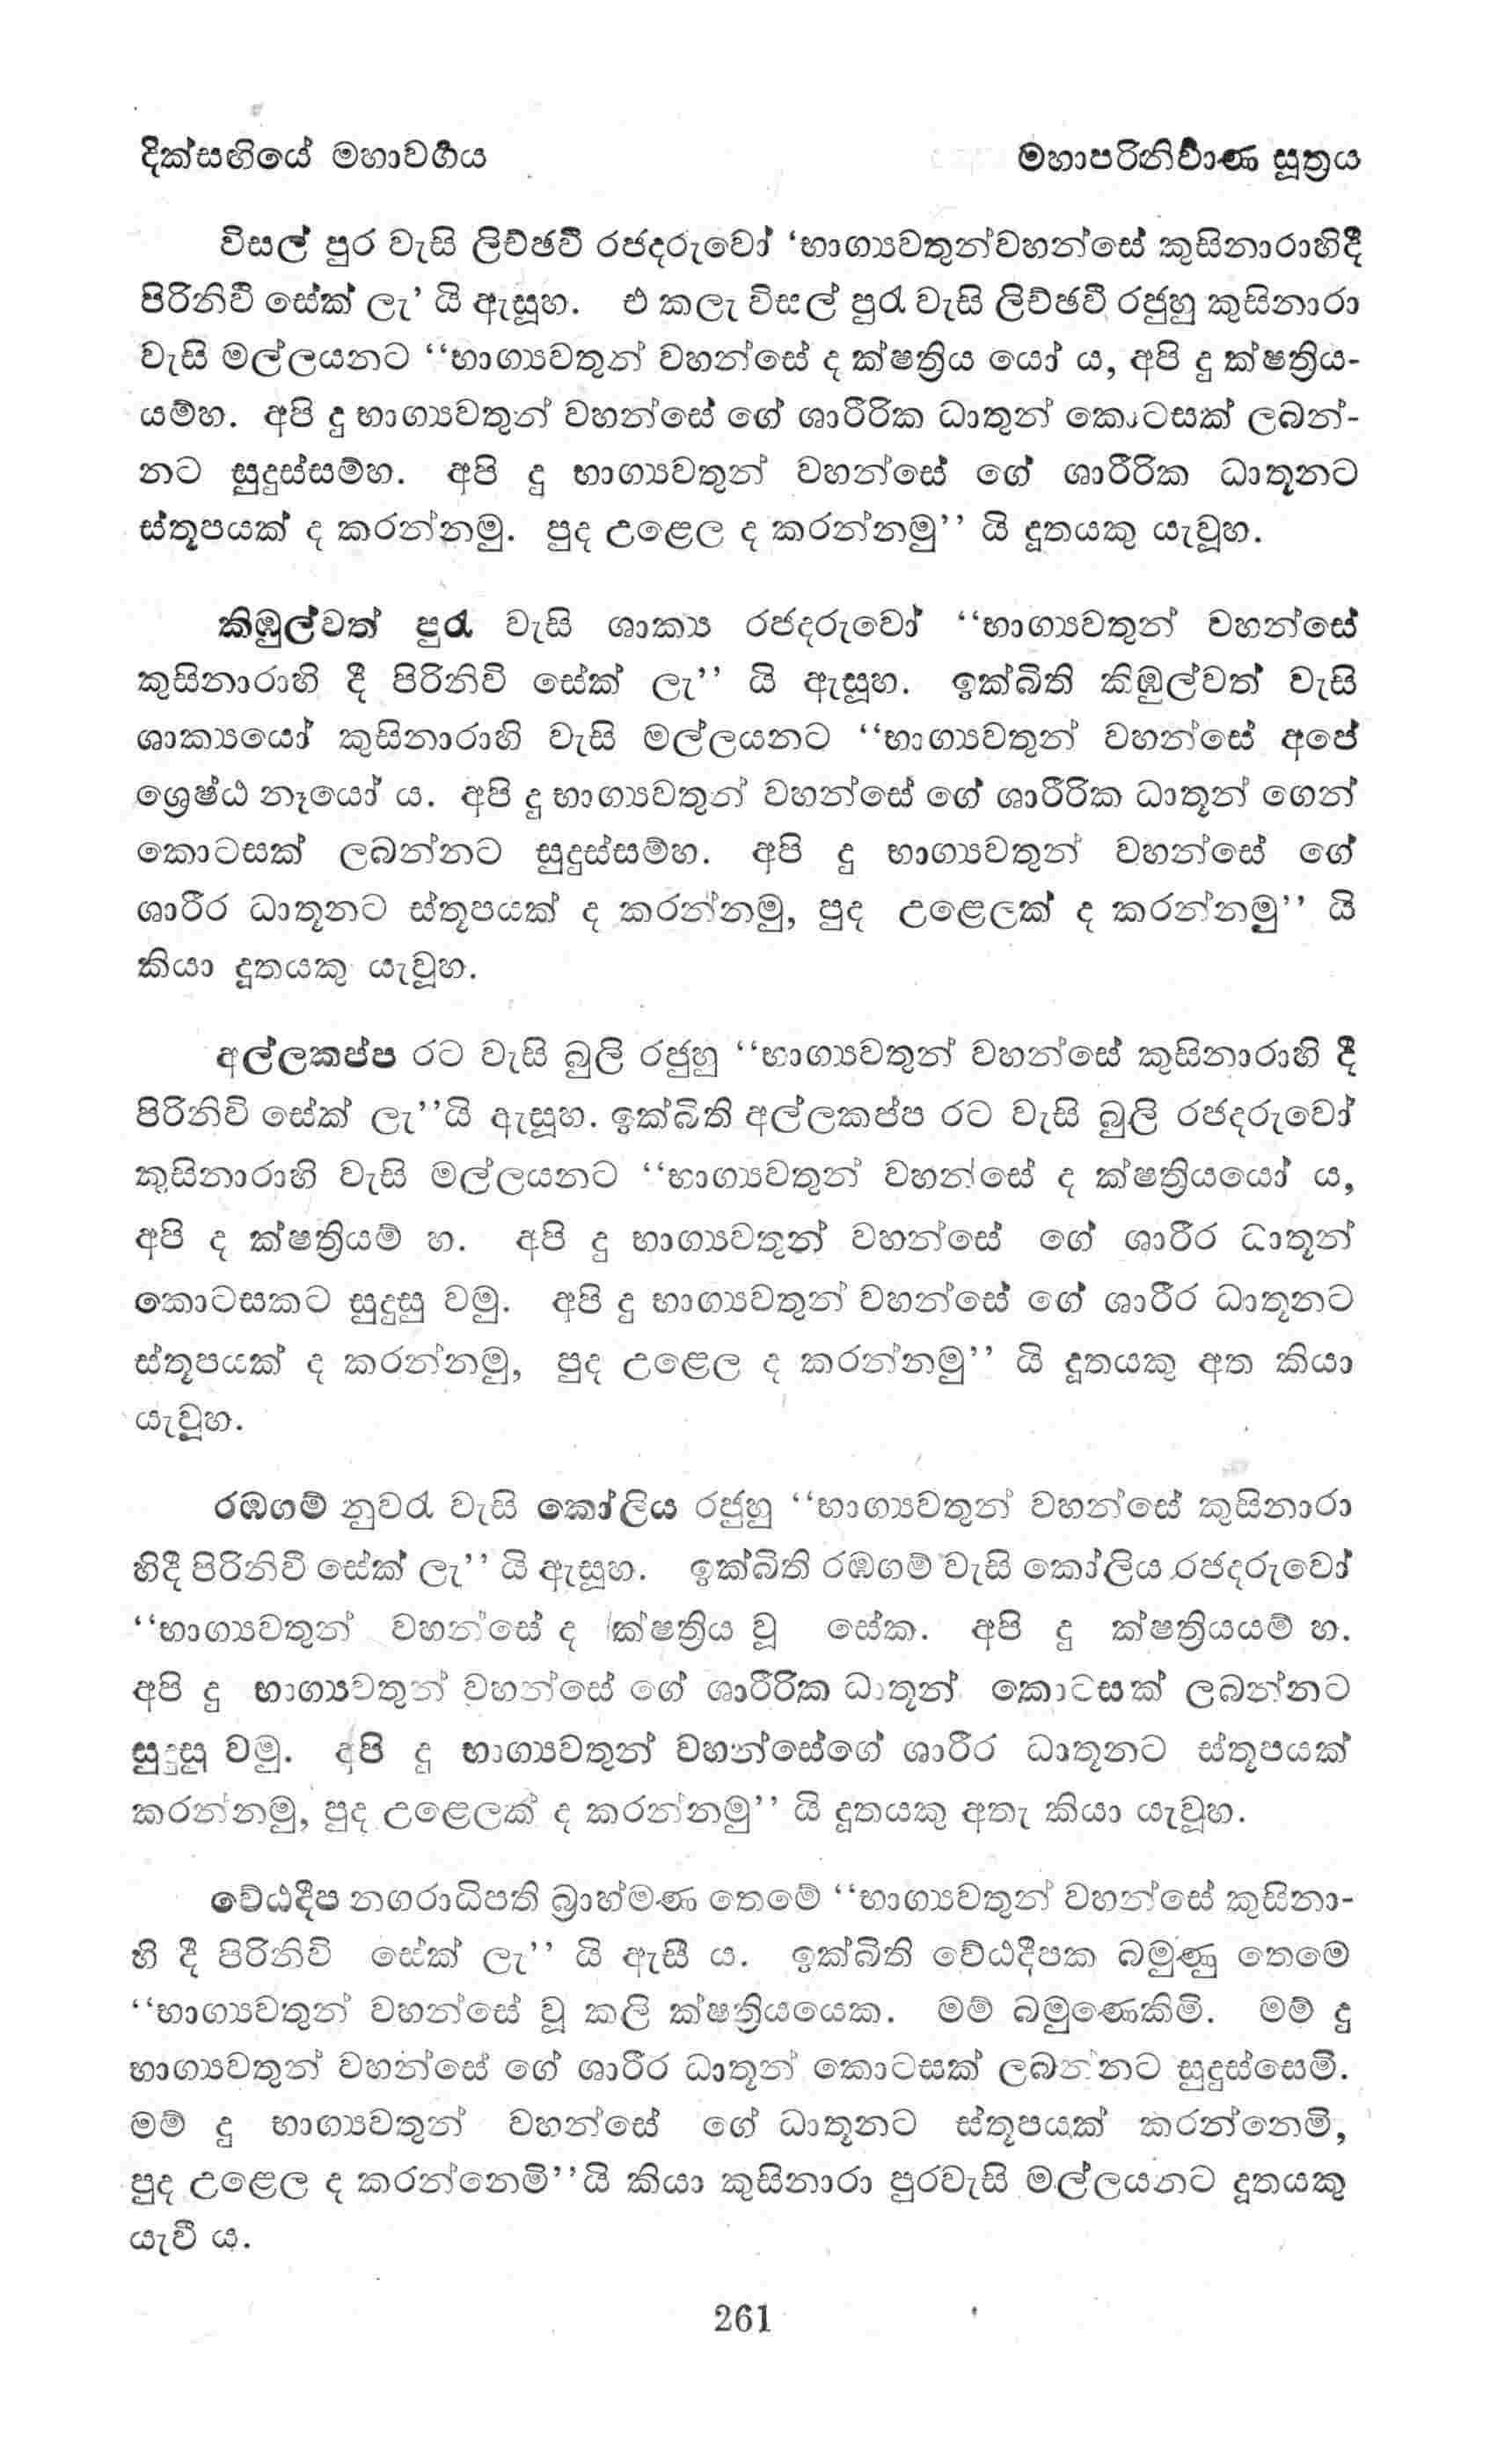 දික්සඟියේ මහාවර්‍ගය මහාපරිනිර්‍වාණ සූත්‍රය
විසල් පුර වැසි ලිච්ඡවි රජදරුවෝ ‘භාග්‍යවතුන්වහන්සේ කුසිනාරාහිදී
පිරිනිවී සේක් ලැ’ යි ඇසූහ. එ කලැ විසල් පුරැ වැසි ලිච්ඡවි රජුහු කුසිනාරා
වැසි මල්ලයනට ‘‘භාග්‍යවතුන් වහන්සේ ද ක්ෂත්‍රිය යෝ ය, අපි දු ක්ෂත්‍රිය-
යම්හ. අපි දු භාග්‍යවතුන් වහන්සේ ගේ ශාරීරික ධාතූන් කොටසක් ලබන්-
නට සුදුස්සම්හ. අපි දු භාග්‍යවතුන් වහන්සේ ගේ ශාරීරික ධාතූනට
ස්තූපයක් ද කරන්නමු. පුද උළෙල ද කරන්නමු’’ යි දූතයකු යැවූහ.
කිඹුල්වත් පුරැ වැසි ශාක්‍ය රජදරුවෝ ‘‘භාග්‍යවතුන් වහන්සේ
කුසිනාරාහි දී පිරිනිවි සේක් ලැ’’ යි ඇසූහ. ඉක්බිති කිඹුල්වත් වැසි
ශාක්‍යයෝ කුසිනාරාහි වැසි මල්ලයනට ‘‘භාග්‍යවතුන් වහන්සේ අපේ
ශ්‍රෙෂ්ඨ නෑයෝ ය. අපි දු භාග්‍යවතුන් වහන්සේ ගේ ශාරීරික ධාතූන් ගෙන්
කොටසක් ලබන්නට සුදුස්සම්හ. අපි දු භාග්‍යවතුන් වහන්සේ ගේ
ශාරීර ධාතූනට ස්තූපයක් ද කරන්නමු, පුද උළෙලක් ද කරන්නමු’’ යි
කියා දූතයකු යැවූහ.
අල්ලකප්ප රට වැසි බුලි රජුහු ‘‘භාග්‍යවතුන් වහන්සේ කුසිනාරාහි දී
පිරිනිවි සේක් ලැ’’යි ඇසූහ. ඉක්බිති අල්ලකප්ප රට වැසි බුලි රජදරුවෝ
කුසිනාරාහි වැසි මල්ලයනට ‘‘භාග්‍යවතුන් වහන්සේ ද ක්ෂත්‍රියයෝ ය,
අපි ද ක්ෂත්‍රියම් හ. අපි දු භාග්‍යවතුන් වහන්සේ ගේ ශාරීර ධාතූන්
කොටසකට සුදුසු වමු. අපි දු භාග්‍යවතුන් වහන්සේ ගේ ශාරීර ධාතූනට
ස්තූපයක් ද කරන්නමු, පුද උළෙල ද කරන්නමු’’ යි දූතයකු අත කියා
යැවූහ.
රඹගම් නුවරැ වැසි කෝලිය රජුහු ‘‘භාග්‍යවතුන් වහන්සේ කුසිනාරා
හිදී පිරිනිවි සේක් ලැ’’ යි ඇසූහ. ඉක්බිති රඹගම් වැසි කෝලිය රජදරුවෝ
‘‘භාග්‍යවතුන් වහන්සේ ද ක්ෂත්‍රිය වූ සේක. අපි දු ක්ෂත්‍රියයම් හ.
අපි දු භාග්‍යවතුන් වහන්සේ ගේ ශාරීරික ධාතූන් කොටසක් ලබන්නට
සුදුසු වමු. අපි දු භාග්‍යවතුන් වහන්සේගේ ශාරීර ධාතූනට ස්තූපයක්
කරන්නමු, පුද උළෙලක් ද කරන්නමු’’ යි දූතයකු අතැ කියා යැවූහ.
වේඨදීප නගරාධිපති බ්‍රාහ්මණ තෙමේ ‘‘භාග්‍යවතුන් වහන්සේ කුසිනා-
හි දී පිරිනිවි සේක් ලැ’’ යි ඇසී ය. ඉක්බිති වේඨදීපක බමුණු තෙමෙ
‘‘භාග්‍යවතුන් වහන්සේ වූ කලි ක්ෂත්‍රියයෙක. මම් බමුණෙකිමි. මම් දු
භාග්‍යවතුන් වහන්සේ ගේ ශාරීර ධාතූන් කොටසක් ලබන්නට සුදුස්සෙමි.
මම් දු භාග්‍යවතුන් වහන්සේ ගේ ධාතූනට ස්තූපයක් කරන්නෙමි,
පුද උළෙල ද කරන්නෙමි’’යි කියා කුසිනාරා පුරවැසි මල්ලයනට දූතයකු
යැවී ය.
261